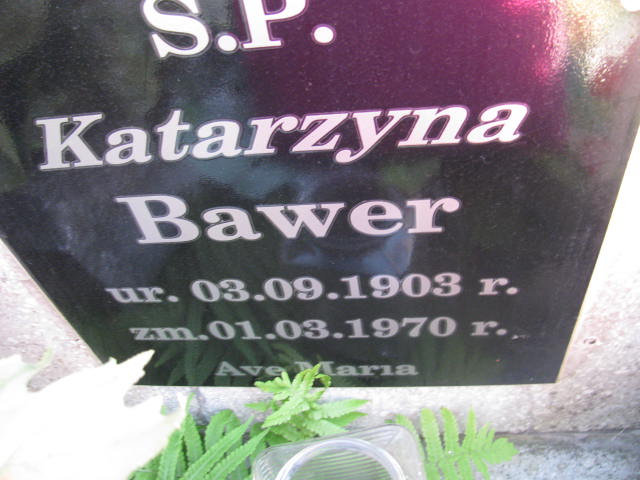 S.P.
Katarzyna
Bawer
ur. 03.09.1903 r.
zm.01.03.1970 r.
Ave Maria